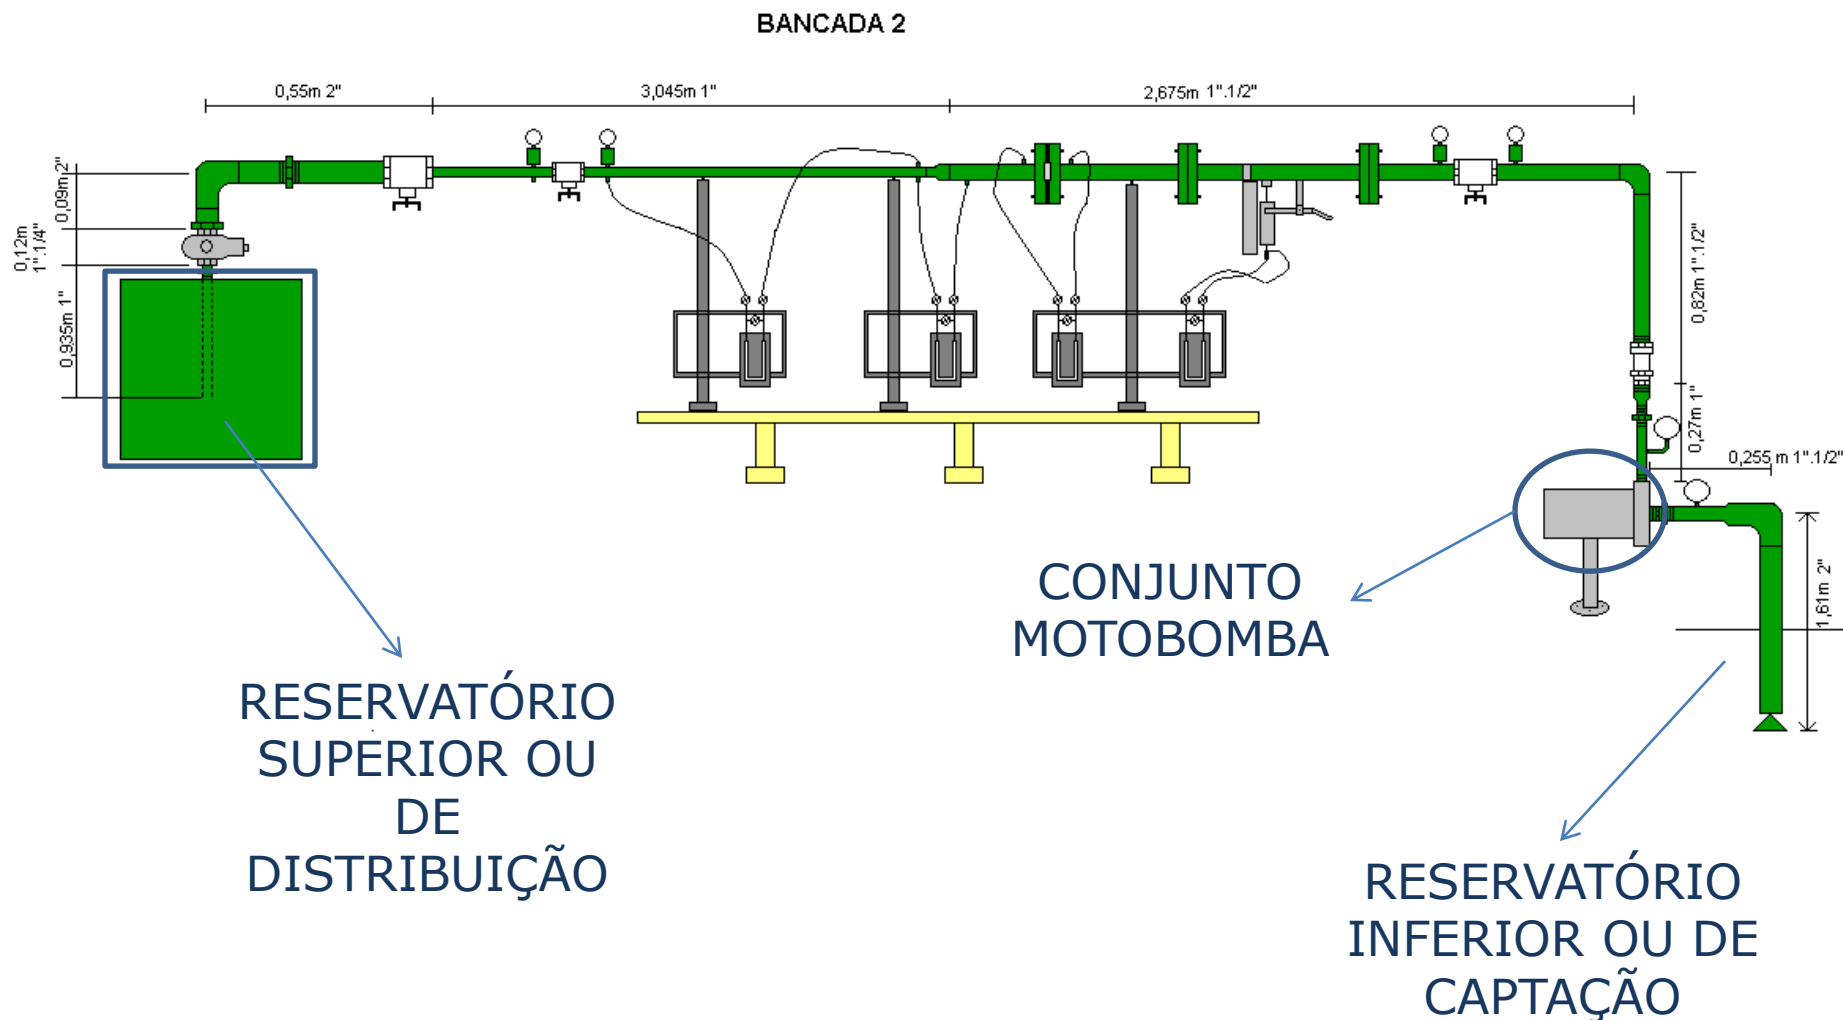 BANCADA 2
0,55m 2"
3,045m 1"
2,675m 1".1/2"
0,09m 2"
0,12m
1".1/4"
0,935m 1"
0,82m 1".1/2"
0,27m 1"
0,255 m 1".1/2"
1,61m 2"
CONJUNTO
MOTOBOMBA
RESERVATÓRIO
SUPERIOR OU
DE
DISTRIBUIÇÃO
RESERVATÓRIO
INFERIOR OU DE
CAPTAÇÃO